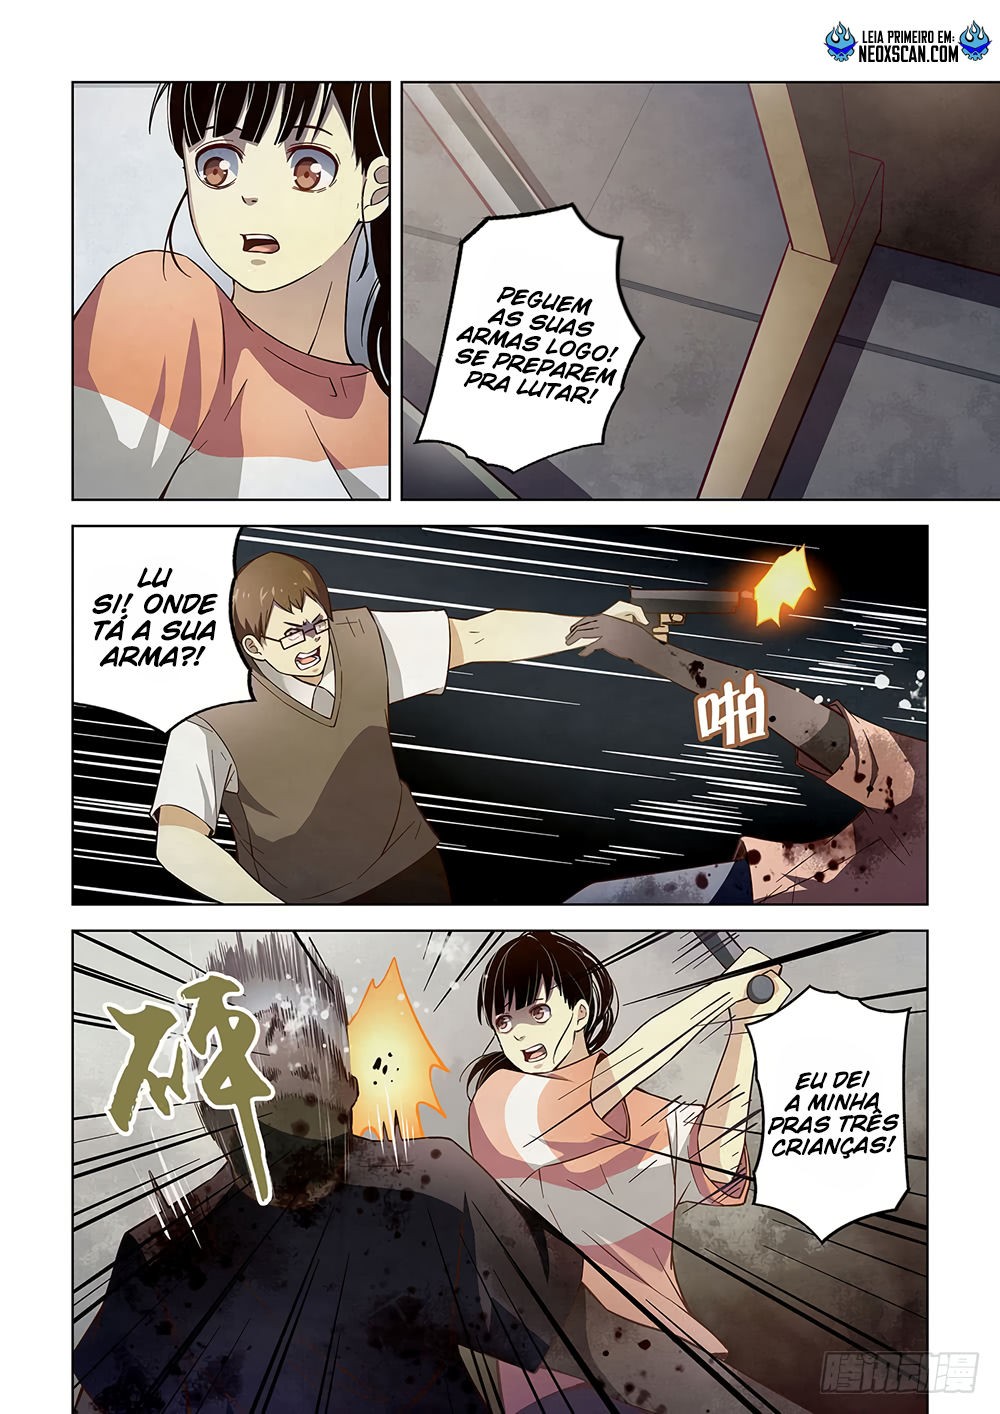 LEIA PRIMEIRO EM:
NEOXSCAN.COM
PEGUEM
AS SUAS
ARMAS LOGO!
SE PREPAREM
PRA LUTAR!
LU
SI! ONDE
TÁ A SUA
ARMA?!
啪
砰
EU DEI
A MINHA
PRAS TRÊS
CRIANÇAS!
腾讯动漫